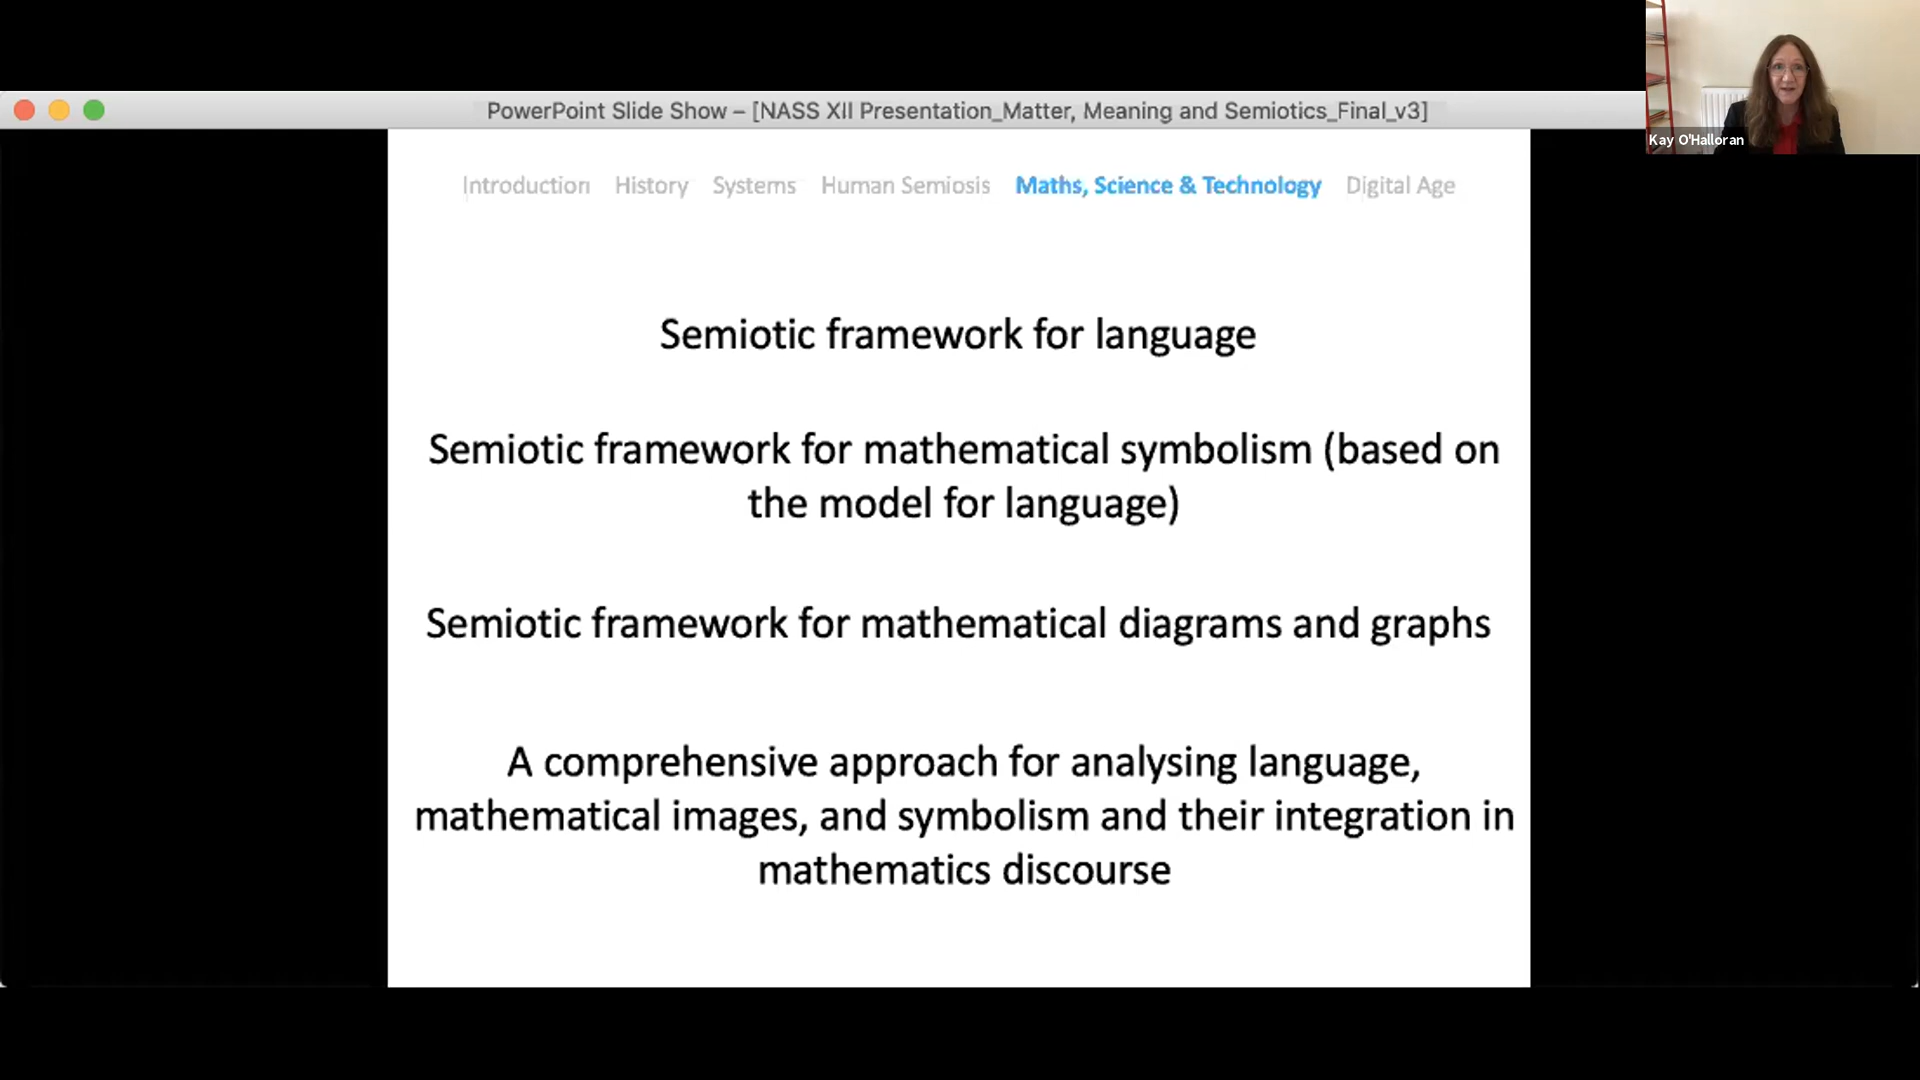 PowerPoint Slide Show – [NASS XII Presentation_Matter, Meaning and Semiotics_Final_v3]
Kay O'Halloran
Introduction History Systems Human Semiosis Maths, Science & Technology Digital Age
Semiotic framework for language
Semiotic framework for mathematical symbolism (based on
the model for language)
Semiotic framework for mathematical diagrams and graphs
A comprehensive approach for analysing language,
mathematical images, and symbolism and their integration in
mathematics discourse